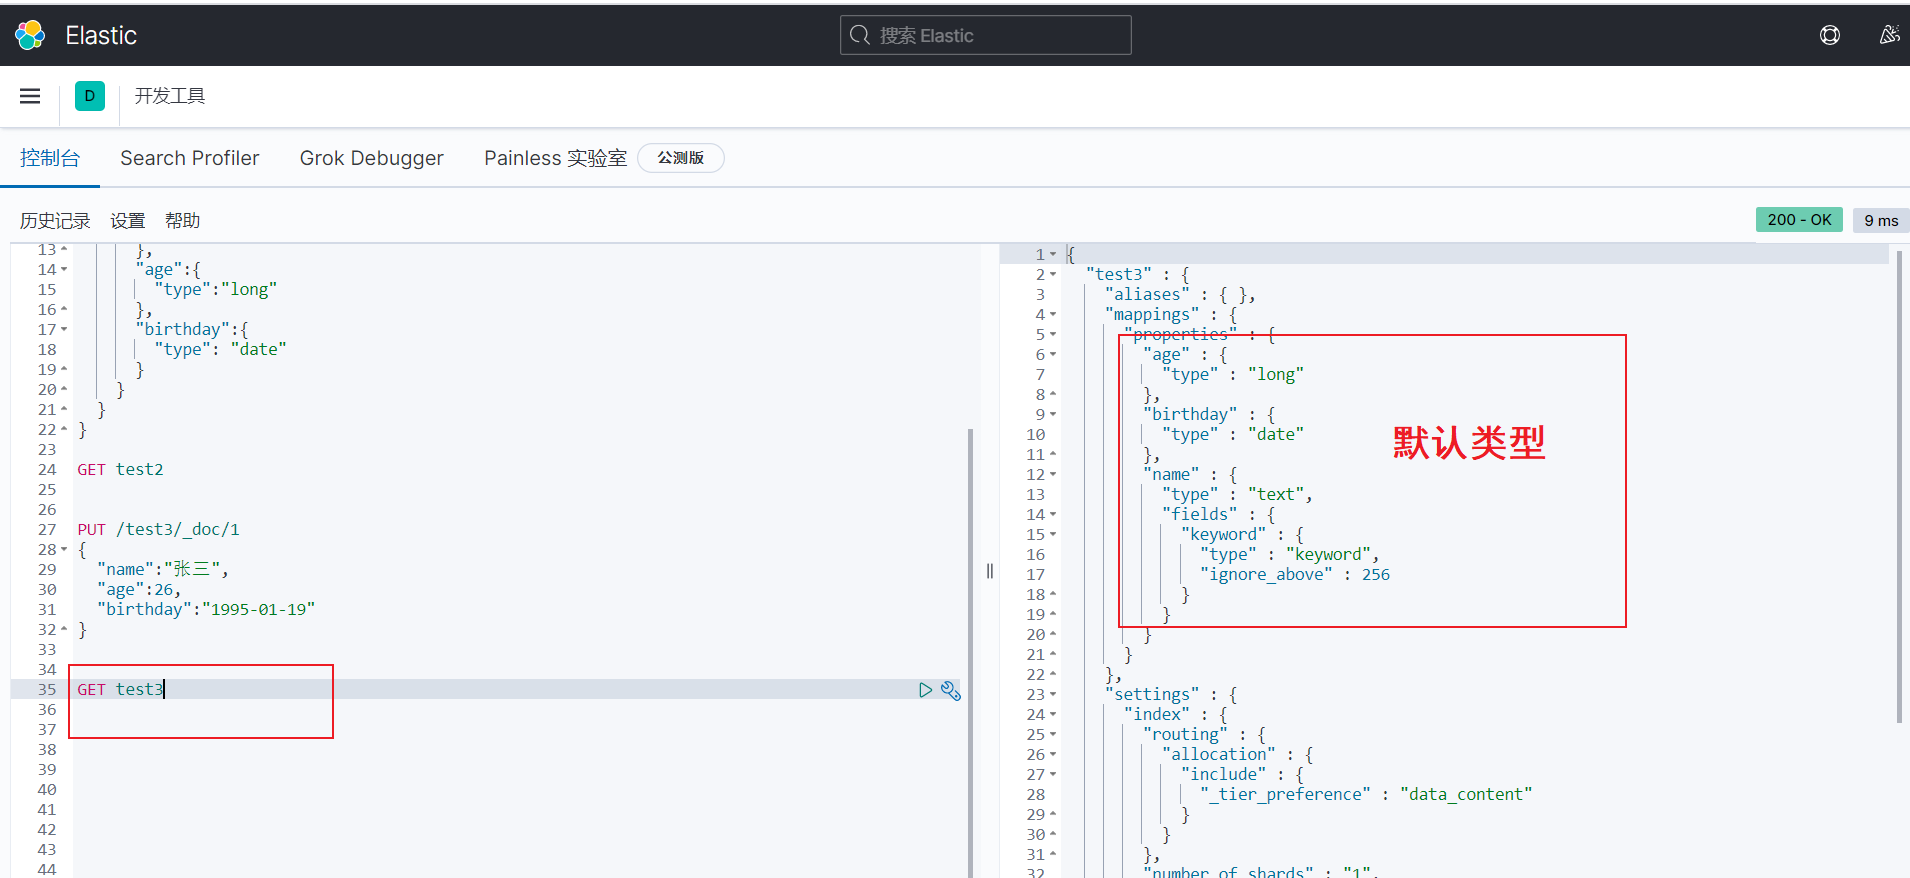 Elastic
搜索 Elastic
D
开发工具
控制台
Search Profiler
Grok Debugger
Painless 实验室
公测版
历史记录
设置
帮助
200 - OK
9 ms
13 },
14 "age":{
15 "type":"long"
16 },
17 "birthday":{
18 "type": "date"
19 }
20 }
21 }
22 }
23
24 GET test2
25
26
27 PUT /test3/_doc/1
28 {
29 "name":"张三",
30 "age":26,
31 "birthday":"1995-01-19"
32 }
33
34
35 GET test3
36
37
38
39
40
41
42
43
44
1 {
2 "test3" : {
3 "aliases" : { },
4 "mappings" : {
5 "properties" : {
6 "age" : {
7 "type" : "long"
8 },
9 "birthday" : {
10 "type" : "date"
11 },
12 "name" : {
13 "type" : "text",
14 "fields" : {
15 "keyword" : {
16 "type" : "keyword",
17 "ignore_above" : 256
18 }
19 }
20 }
21 }
22 },
23 "settings" : {
24 "index" : {
25 "routing" : {
26 "allocation" : {
27 "include" : {
28 "_tier_preference" : "data_content"
29 }
30 }
31 },
32 "number_of_shards" : "1",
默认类型